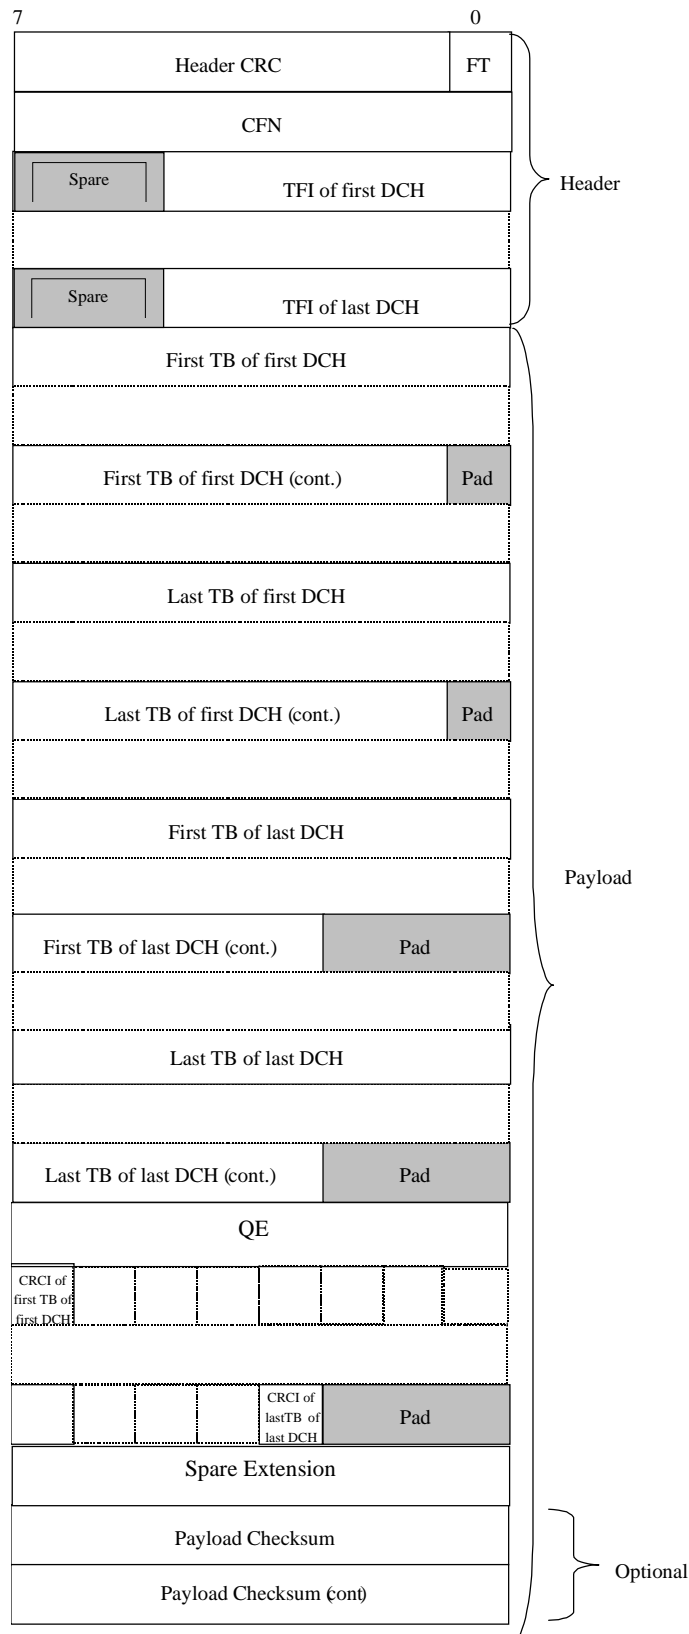 7 0
Header CRC FT
CFN
Spare TFI of first DCH
Header
Spare TFI of last DCH
First TB of first DCH
First TB of first DCH (cont.) Pad
Last TB of first DCH
Last TB of first DCH (cont.) Pad
First TB of last DCH
Payload
First TB of last DCH (cont.) Pad
Last TB of last DCH
Last TB of last DCH (cont.) Pad
QE
CRCI of
first TB of
first DCH
CRCI of
lastTB of
last DCH
Pad
Spare Extension
Payload Checksum
Optional
Payload Checksum (cont)